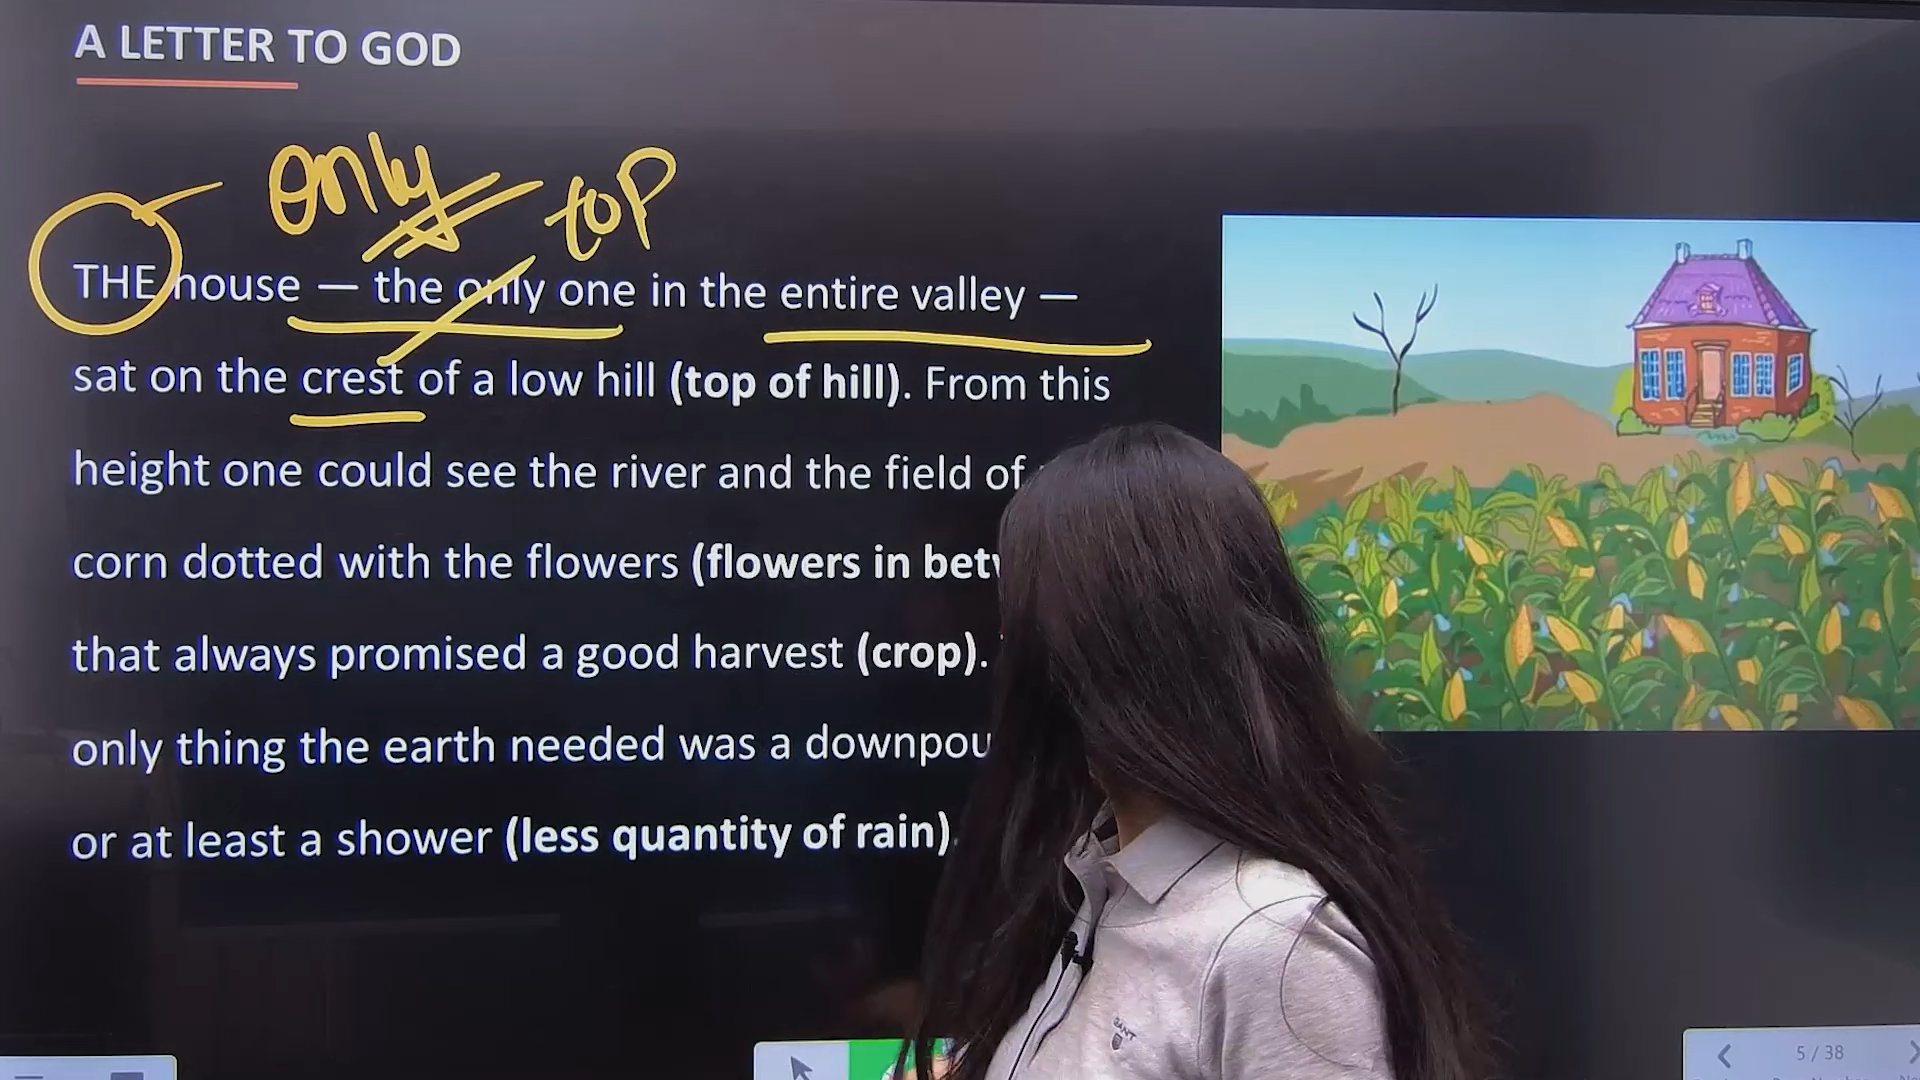 A LETTER TO GOD
only top
THE house — the only one in the entire valley —
sat on the crest of a low hill (top of hill). From this
height one could see the river and the field of
corn dotted with the flowers (flowers in
that always promised a good harvest (crop).
only thing the earth needed was a
or at least a shower (less quantity of rain).
GANT
5 / 38